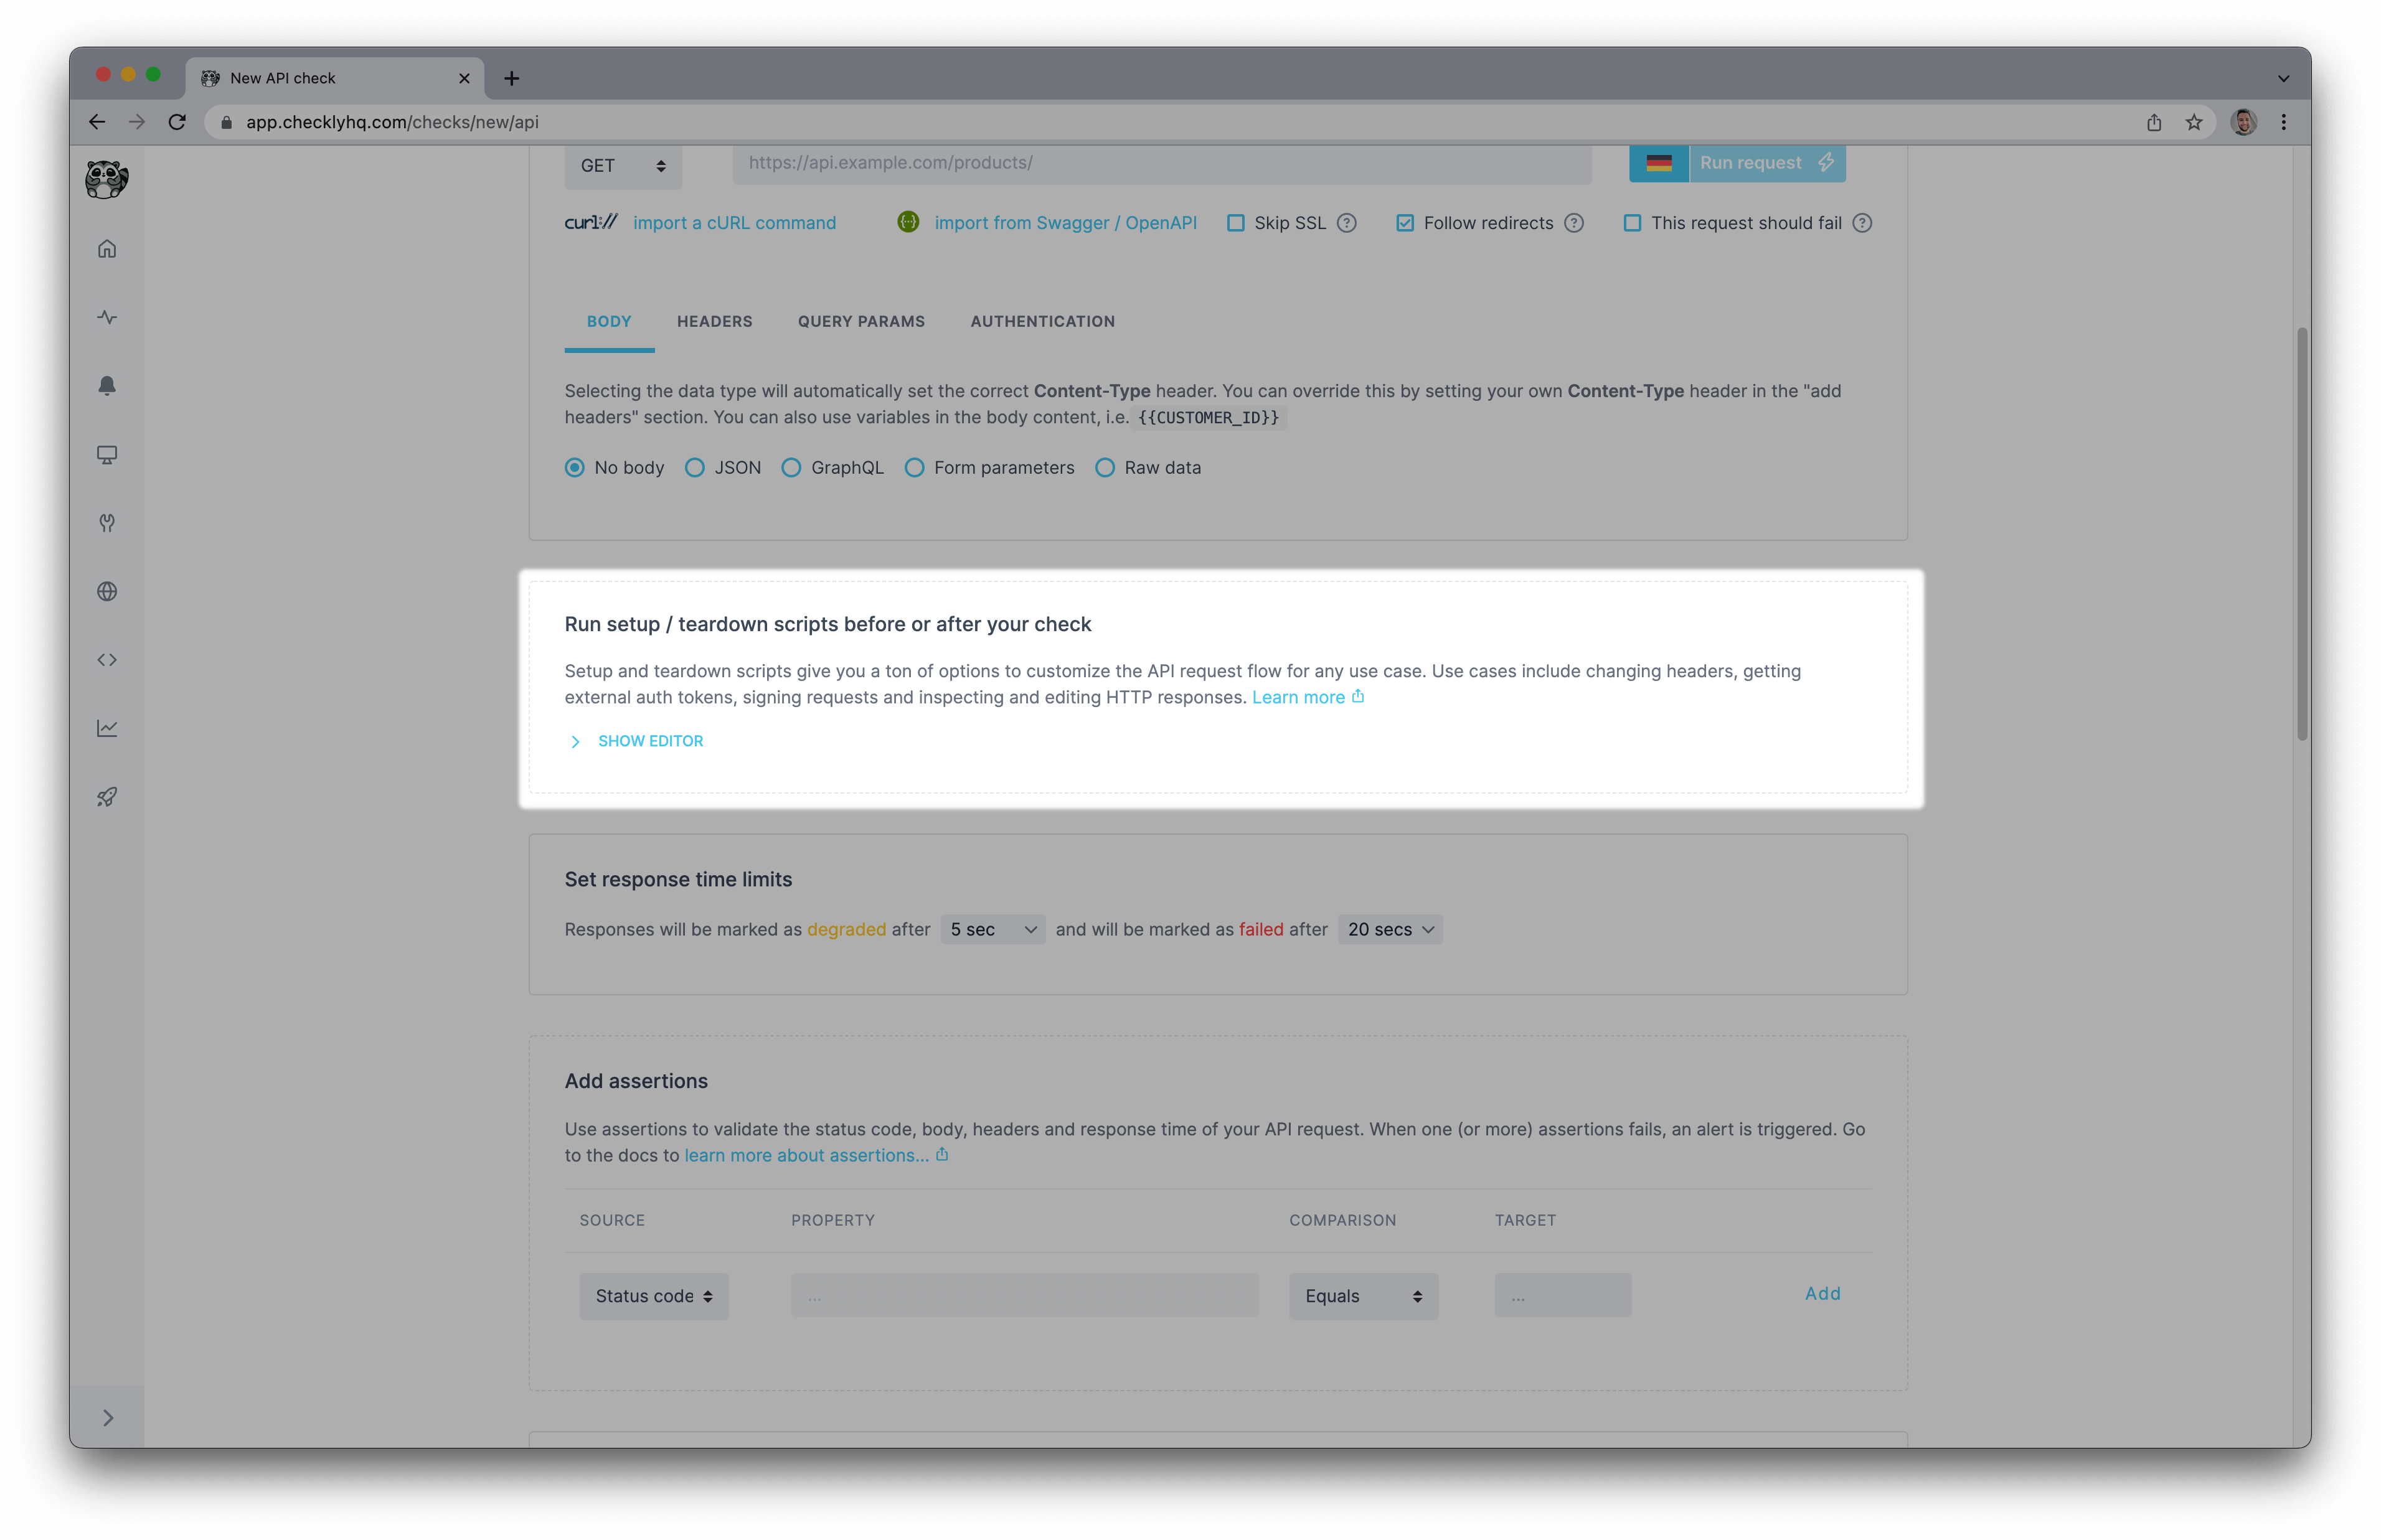 New API check
app.checklyhq.com/checks/new/api
GET
https://api.example.com/products/
Run request
curl://
import a cURL command
import from Swagger / OpenAPI
Skip SSL
Follow redirects
This request should fail
BODY
HEADERS
QUERY PARAMS
AUTHENTICATION
Selecting the data type will automatically set the correct Content-Type header. You can override this by setting your own Content-Type header in the "add
headers" section. You can also use variables in the body content, i.e. {{CUSTOMER_ID}}
No body
JSON
GraphQL
Form parameters
Raw data
Run setup / teardown scripts before or after your check
Setup and teardown scripts give you a ton of options to customize the API request flow for any use case. Use cases include changing headers, getting
external auth tokens, signing requests and inspecting and editing HTTP responses. Learn more
SHOW EDITOR
Set response time limits
Responses will be marked as degraded after 5 sec and will be marked as failed after 20 secs
Add assertions
Use assertions to validate the status code, body, headers and response time of your API request. When one (or more) assertions fails, an alert is triggered. Go
to the docs to learn more about assertions...
SOURCE
PROPERTY
COMPARISON
TARGET
Status code
...
Equals
...
Add